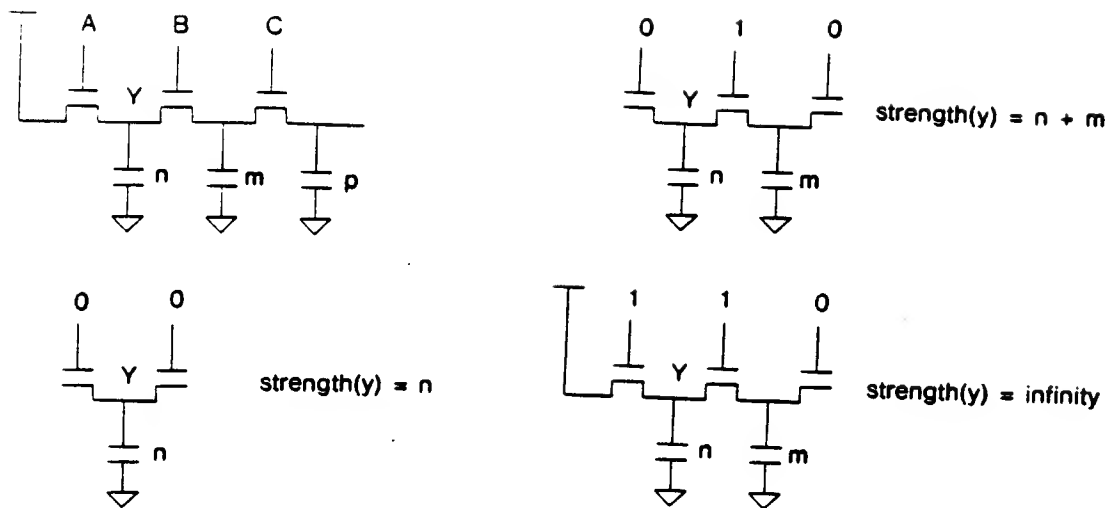 A B C
Y
n m p
0 1 0
Y
n m
strength(y) = n + m
0 0
Y
n
strength(y) = n
1 1 0
Y
n m
strength(y) = infinity